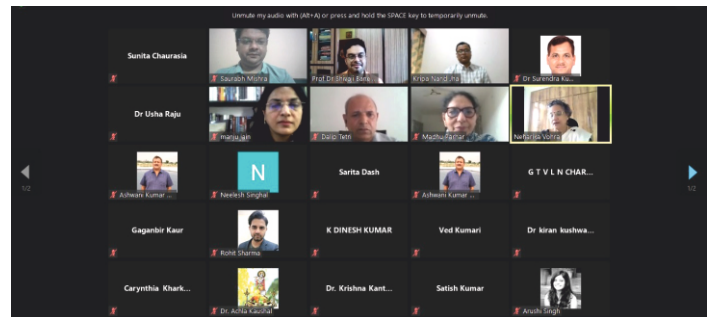 Unmute my audio with (Alt+A) or press and hold the SPACE key to temporarily unmute.
Sunita Chaurasia
Saurabh Mishra
Prof Dr Shivaji Bote
Kripa Nand Jha
Dr Surendra Ku...
Dr Usha Raju
manju jain
Dalip Tetri
Madhu Parhar
Neharika Vohra
1/2
1/2
Ashwani Kumar ...
N
Neelesh Singhal
Sarita Dash
Ashwani Kumar ...
G T V L N CHAR...
Gaganbir Kaur
Rohit Sharma
K DINESH KUMAR
Ved Kumari
Dr kiran kushwa...
Carynthia Khark...
Dr. Achla Kaushal
Dr. Krishna Kant...
Satish Kumar
Arushi Singh